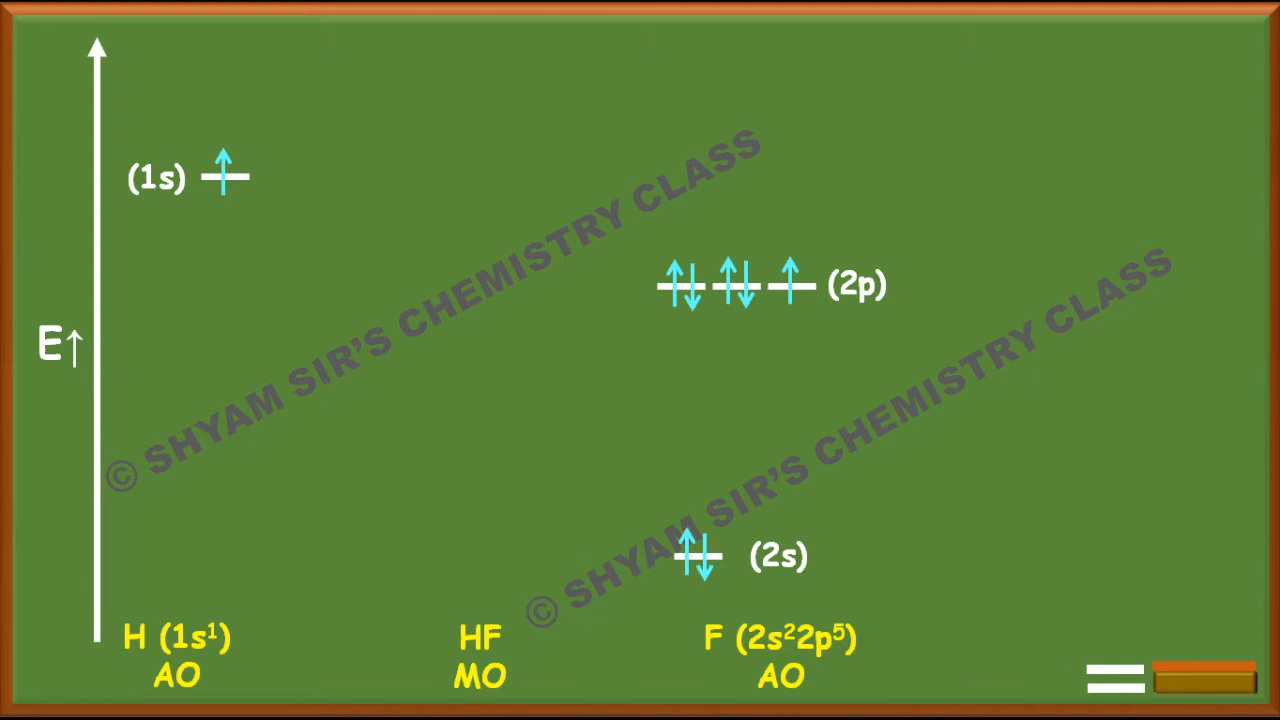 (1s)
(2p)
E↑
(2s)
© SHYAM SIR'S CHEMISTRY CLASS
© SHYAM SIR'S CHEMISTRY CLASS
H (1s¹) HF F (2s²2p⁵)
AO MO AO